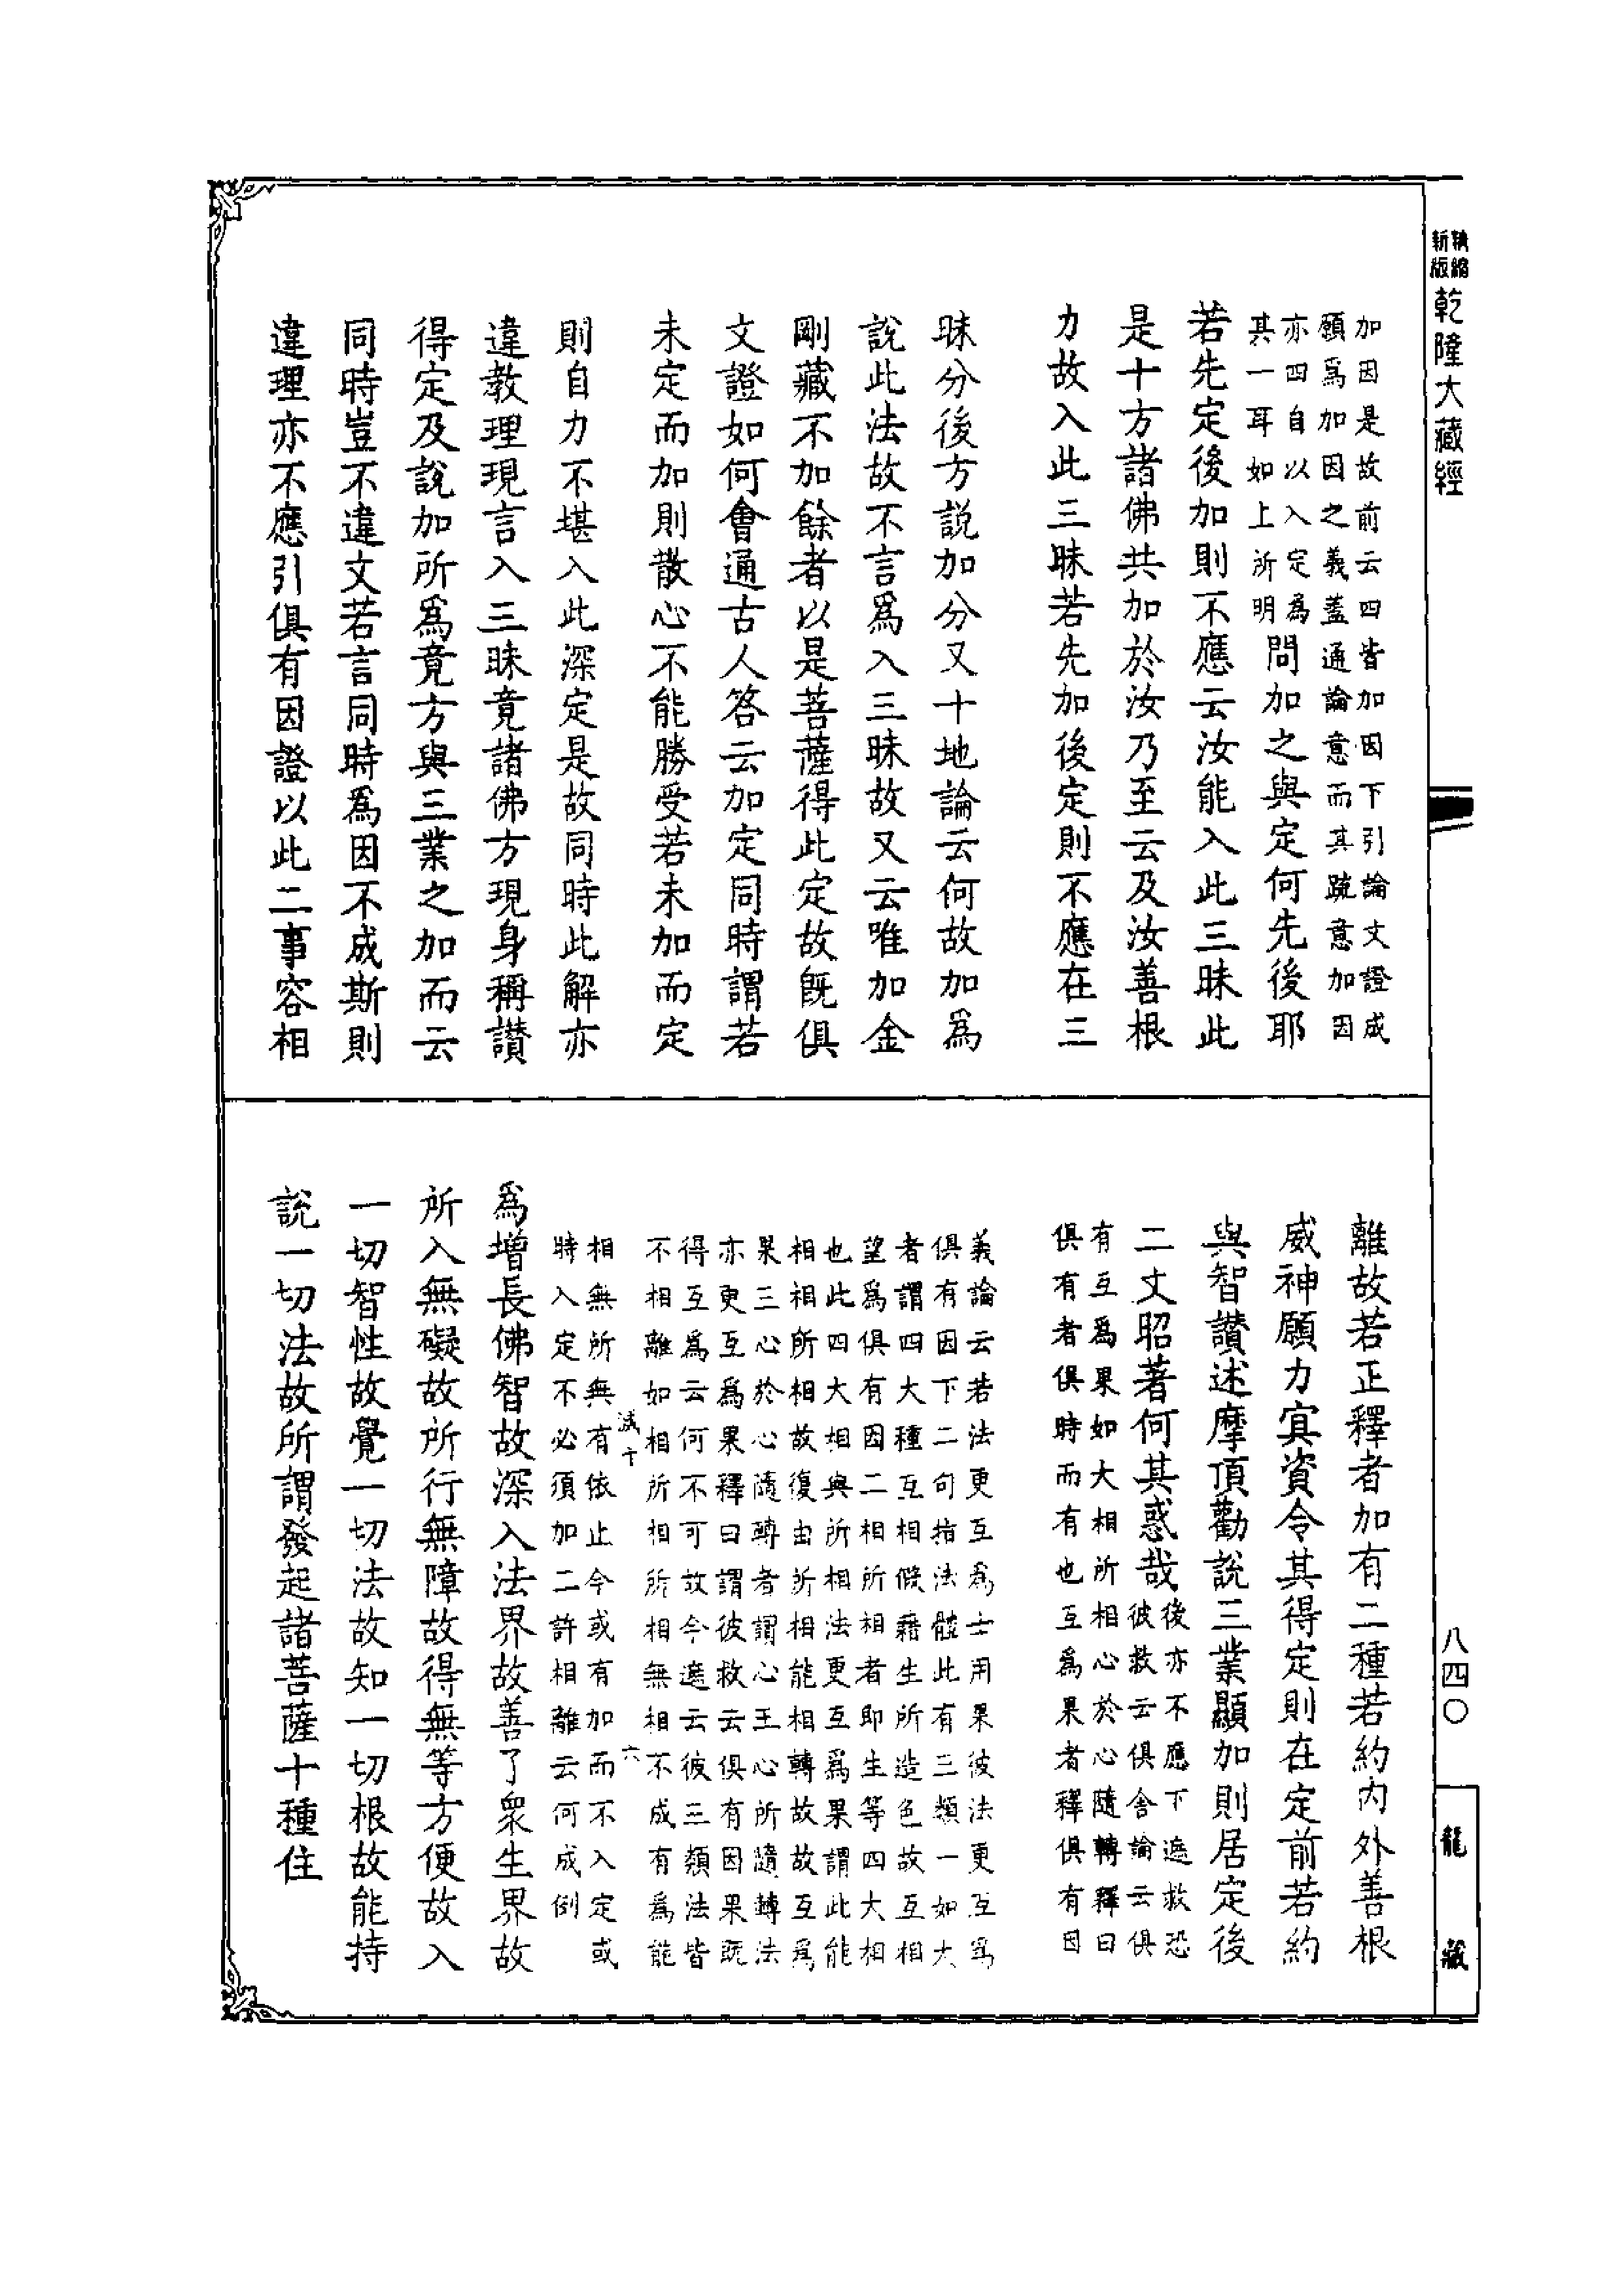 精縮
新版
乾隆大藏經
加因是故前云四皆加因下引論文證成
願爲加因之義蓋通論意而其䟽意加因
亦四自以入定為
其一耳如上所明
問加之與定何先後耶
若先定後加則不應云汝能入此三昧此
是十方諸佛共加於汝乃至云及汝善根
力故入此三昧若先加後定則不應在三
昧分後方說加分又十地論云何故加爲
說此法故不言爲入三昧故又云唯加金
剛藏不加餘者以是菩薩得此定故旣俱
文證如何會通古人答云加定同時謂若
未定而加則散心不能勝受若未加而定
則自力不堪入此深定是故同時此解亦
違教理現言入三昧竟諸佛方現身稱讃
得定及說加所爲竟方與三業之加而云
同時豈不違文若言同時爲因不成斯則
違理亦不應引俱有因證以此二事容相
離故若正釋者加有二種若約內外善根
威神願力冥資令其得定則在定前若約
與智讚述摩頂勸說三業顯加則居定後
二文昭著何其惑哉
後亦不應下遮救恐
彼救云俱舍論云俱
有互爲果如大相所相心於心隨轉釋曰
俱有者俱時而有也互爲果者釋俱有因
義論云若法更互爲士用果彼法更互爲
俱有因下二句指法體此有三類一如大
者謂四大種互相假藉生所造色故互相
望爲俱有因二相所相者即生等四大相
也此四大相與所相法更互爲果謂此能
相相所相故復由所相能相轉故故互爲
果三心於心隨轉者謂心王心所隨轉法
亦更互爲果釋曰謂彼救云俱有因果旣
得互爲云何不可故今遮云彼三類法皆
不相離如相所相所相無相不成有爲能
相無所無有依止今或有加而不入定或
時入定不必須加二許相離云何成倒
減十
六
爲增長佛智故深入法界故善了衆生界故
所入無礙故所行無障故得無等方便故入
一切智性故覺一切法故知一切根故能持
說一切法故所謂發起諸菩薩十種住
八四〇
龍藏